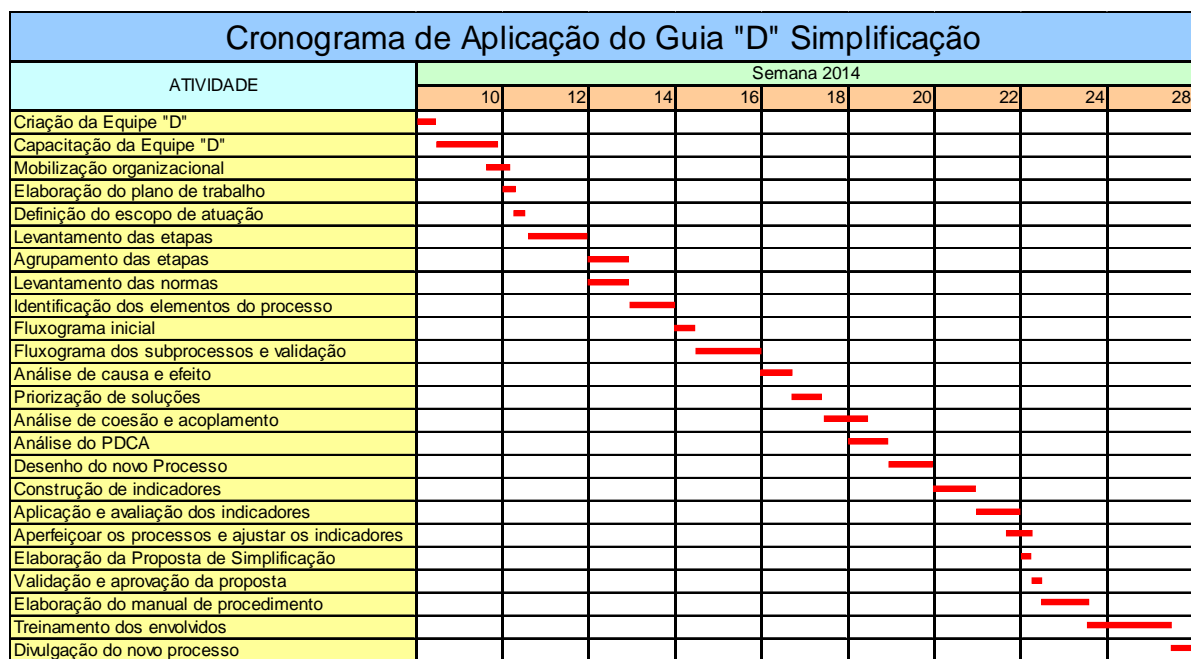 Cronograma de Aplicação do Guia "D" Simplificação
ATIVIDADE
Semana 2014
10 12 14 16 18 20 22 24 28
Criação da Equipe "D"
Capacitação da Equipe "D"
Mobilização organizacional
Elaboração do plano de trabalho
Definição do escopo de atuação
Levantamento das etapas
Agrupamento das etapas
Levantamento das normas
Identificação dos elementos do processo
Fluxograma inicial
Fluxograma dos subprocessos e validação
Análise de causa e efeito
Priorização de soluções
Análise de coesão e acoplamento
Análise do PDCA
Desenho do novo Processo
Construção de indicadores
Aplicação e avaliação dos indicadores
Aperfeiçoar os processos e ajustar os indicadores
Elaboração da Proposta de Simplificação
Validação e aprovação da proposta
Elaboração do manual de procedimento
Treinamento dos envolvidos
Divulgação do novo processo